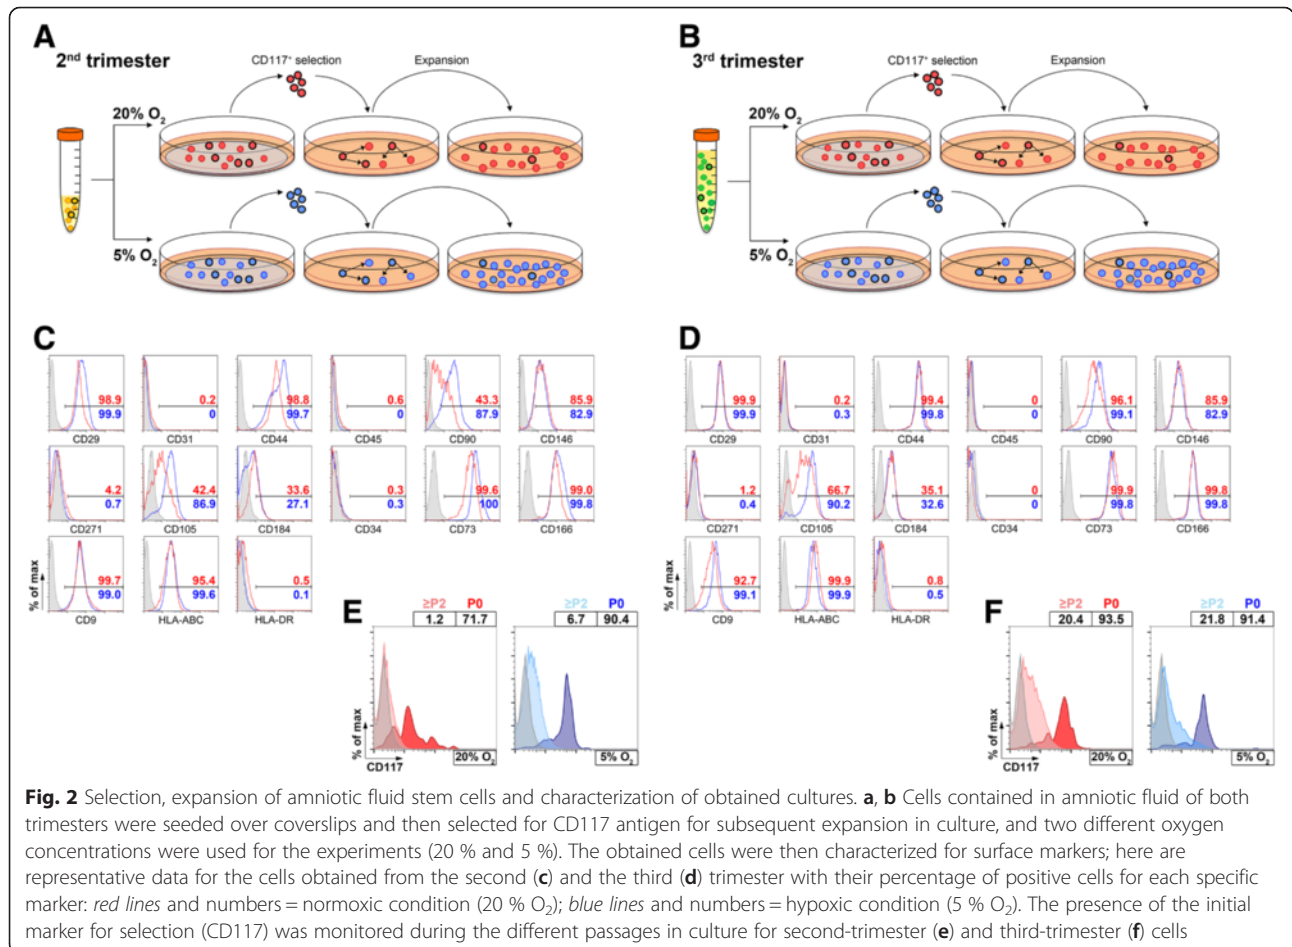 A
2nd trimester
CD117+ selection
Expansion
20% O2
5% O2
B
3rd trimester
CD117+ selection
Expansion
20% O2
5% O2
C
98.9
99.9
CD29
0.2
0
CD31
98.8
99.7
CD44
0.6
0
CD45
43.3
87.9
CD90
85.9
82.9
CD146
4.2
0.7
CD271
42.4
86.9
CD105
33.6
27.1
CD184
0.3
0.3
CD34
99.6
100
CD73
99.0
99.8
CD166
% of max
99.7
99.0
CD9
95.4
99.6
HLA-ABC
0.5
0.1
HLA-DR
D
99.9
99.9
CD29
0.2
0.3
CD31
99.4
99.8
CD44
0
0
CD45
96.1
99.1
CD90
85.9
82.9
CD146
1.2
0.4
CD271
66.7
90.2
CD105
35.1
32.6
CD184
0
0
CD34
99.9
99.8
CD73
99.8
99.8
CD166
% of max
92.7
99.1
CD9
99.9
99.9
HLA-ABC
0.8
0.5
HLA-DR
E
≥P2 P0
1.2 71.7
% of max
CD117
20% O2
≥P2 P0
6.7 90.4
5% O2
F
≥P2 P0
20.4 93.5
% of max
CD117
20% O2
≥P2 P0
21.8 91.4
5% O2
Fig. 2 Selection, expansion of amniotic fluid stem cells and characterization of obtained cultures. a, b Cells contained in amniotic fluid of both
trimesters were seeded over coverslips and then selected for CD117 antigen for subsequent expansion in culture, and two different oxygen
concentrations were used for the experiments (20 % and 5 %). The obtained cells were then characterized for surface markers; here are
representative data for the cells obtained from the second (c) and the third (d) trimester with their percentage of positive cells for each specific
marker: red lines and numbers = normoxic condition (20 % O2); blue lines and numbers = hypoxic condition (5 % O2). The presence of the initial
marker for selection (CD117) was monitored during the different passages in culture for second-trimester (e) and third-trimester (f) cells